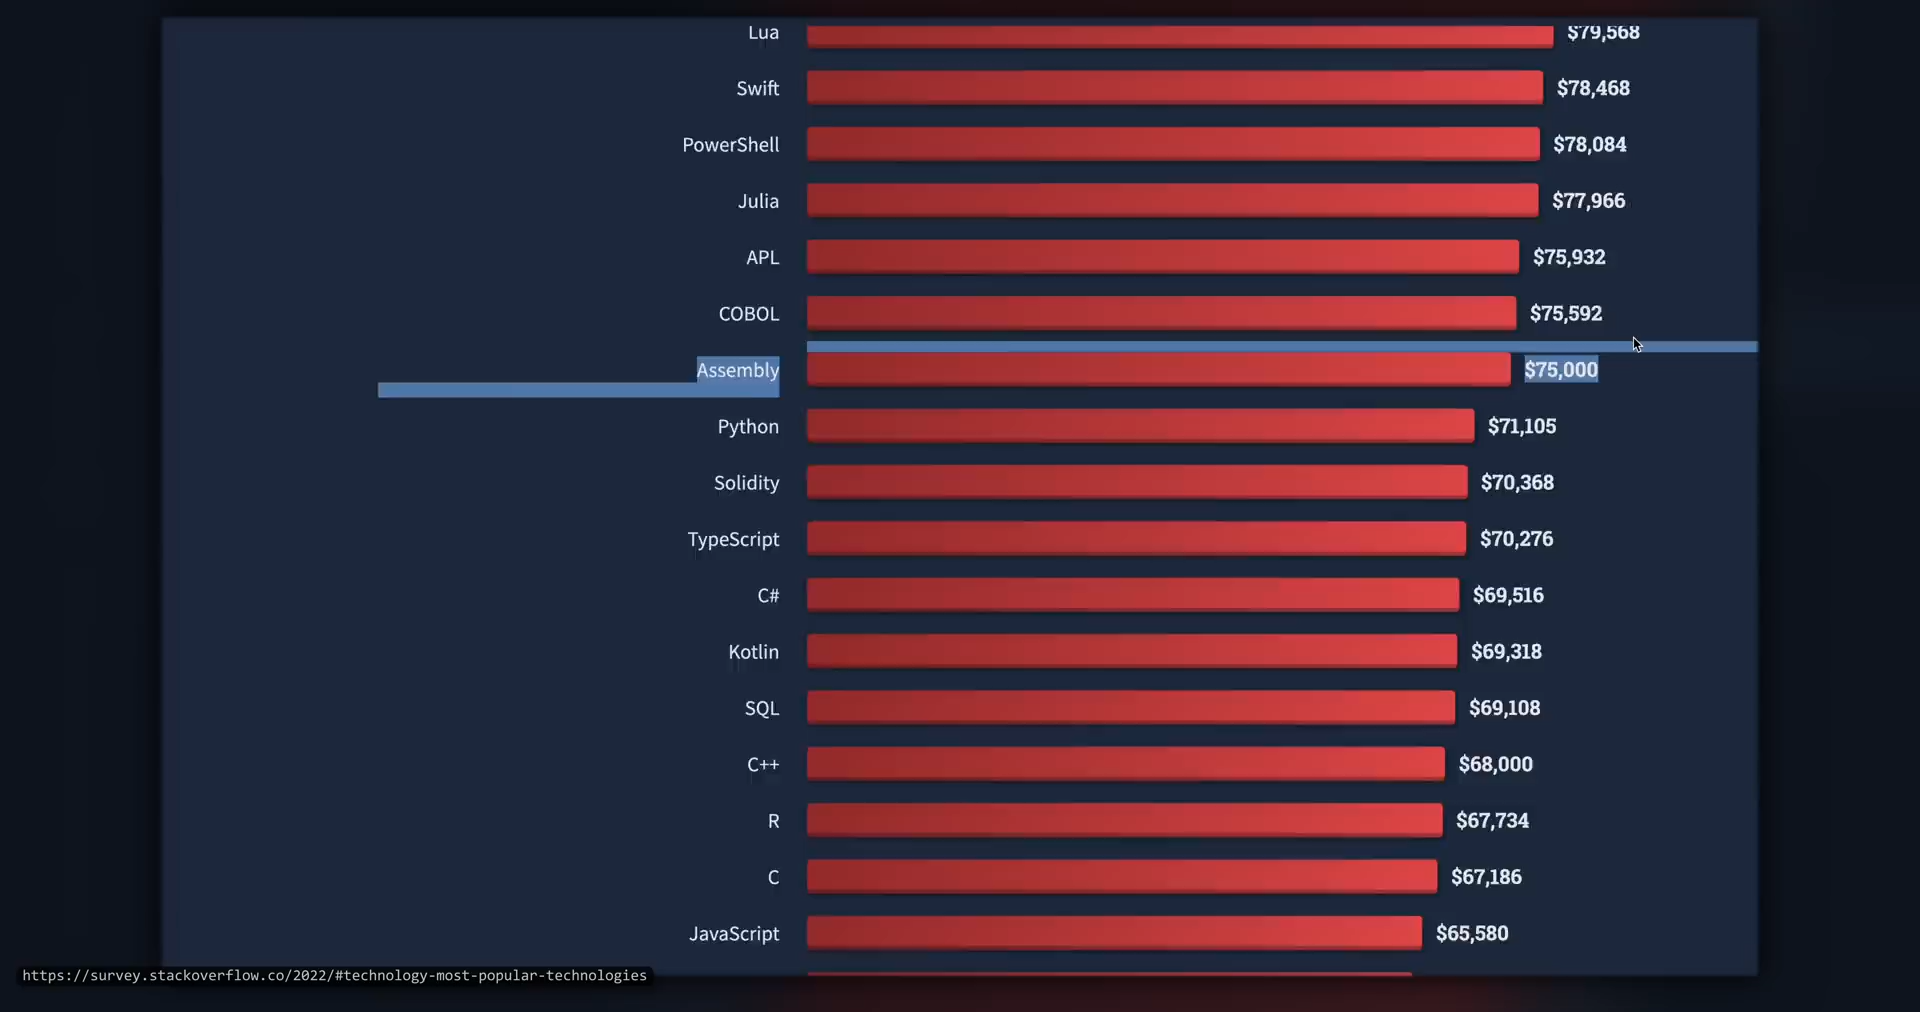 Lua $79,568
Swift $78,468
PowerShell $78,084
Julia $77,966
APL $75,932
COBOL $75,592
Assembly $75,000
Python $71,105
Solidity $70,368
TypeScript $70,276
C# $69,516
Kotlin $69,318
SQL $69,108
C++ $68,000
R $67,734
C $67,186
JavaScript $65,580
https://survey.stackoverflow.co/2022/#technology-most-popular-technologies